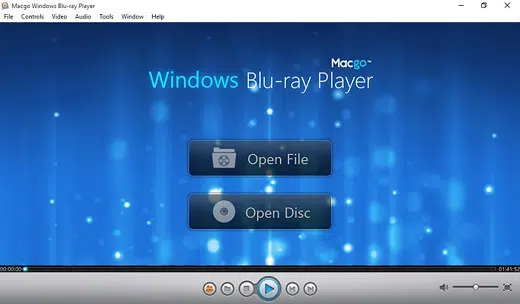 Macgo Windows Blu-ray Player
File Controls Video Audio Tools Window Help
Macgo™
Windows Blu-ray Player
Open File
Open Disc
00:00:00 01:41:52